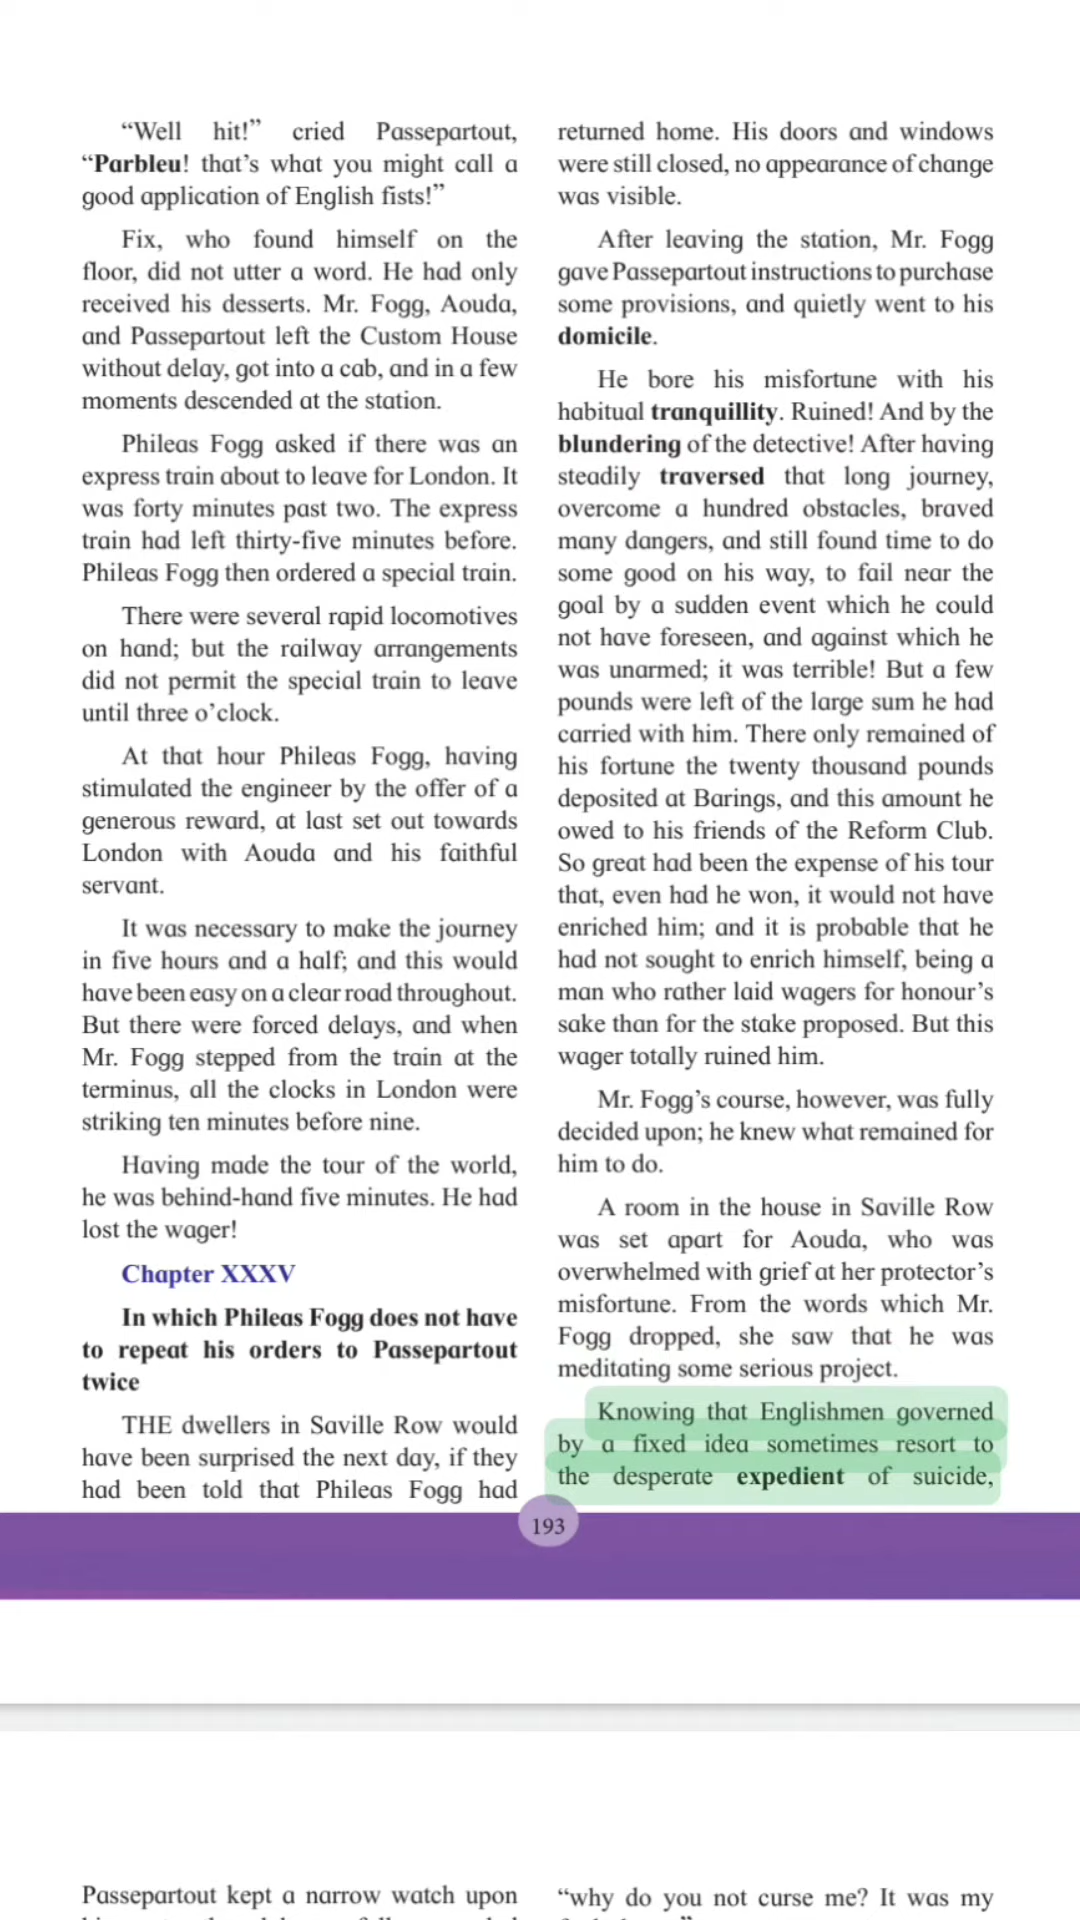 “Well hit!” cried Passepartout,
“Parbleu! that’s what you might call a
good application of English fists!”
Fix, who found himself on the
floor, did not utter a word. He had only
received his desserts. Mr. Fogg, Aouda,
and Passepartout left the Custom House
without delay, got into a cab, and in a few
moments descended at the station.
Phileas Fogg asked if there was an
express train about to leave for London. It
was forty minutes past two. The express
train had left thirty-five minutes before.
Phileas Fogg then ordered a special train.
There were several rapid locomotives
on hand; but the railway arrangements
did not permit the special train to leave
until three o’clock.
At that hour Phileas Fogg, having
stimulated the engineer by the offer of a
generous reward, at last set out towards
London with Aouda and his faithful
servant.
It was necessary to make the journey
in five hours and a half; and this would
have been easy on a clear road throughout.
But there were forced delays, and when
Mr. Fogg stepped from the train at the
terminus, all the clocks in London were
striking ten minutes before nine.
Having made the tour of the world,
he was behind-hand five minutes. He had
lost the wager!
Chapter XXXV
In which Phileas Fogg does not have
to repeat his orders to Passepartout
twice
THE dwellers in Saville Row would
have been surprised the next day, if they
had been told that Phileas Fogg had
returned home. His doors and windows
were still closed, no appearance of change
was visible.
After leaving the station, Mr. Fogg
gave Passepartout instructions to purchase
some provisions, and quietly went to his
domicile.
He bore his misfortune with his
habitual tranquillity. Ruined! And by the
blundering of the detective! After having
steadily traversed that long journey,
overcome a hundred obstacles, braved
many dangers, and still found time to do
some good on his way, to fail near the
goal by a sudden event which he could
not have foreseen, and against which he
was unarmed; it was terrible! But a few
pounds were left of the large sum he had
carried with him. There only remained of
his fortune the twenty thousand pounds
deposited at Barings, and this amount he
owed to his friends of the Reform Club.
So great had been the expense of his tour
that, even had he won, it would not have
enriched him; and it is probable that he
had not sought to enrich himself, being a
man who rather laid wagers for honour’s
sake than for the stake proposed. But this
wager totally ruined him.
Mr. Fogg’s course, however, was fully
decided upon; he knew what remained for
him to do.
A room in the house in Saville Row
was set apart for Aouda, who was
overwhelmed with grief at her protector’s
misfortune. From the words which Mr.
Fogg dropped, she saw that he was
meditating some serious project.
Knowing that Englishmen governed
by a fixed idea sometimes resort to
the desperate expedient of suicide,
193
Passepartout kept a narrow watch upon
“why do you not curse me? It was my